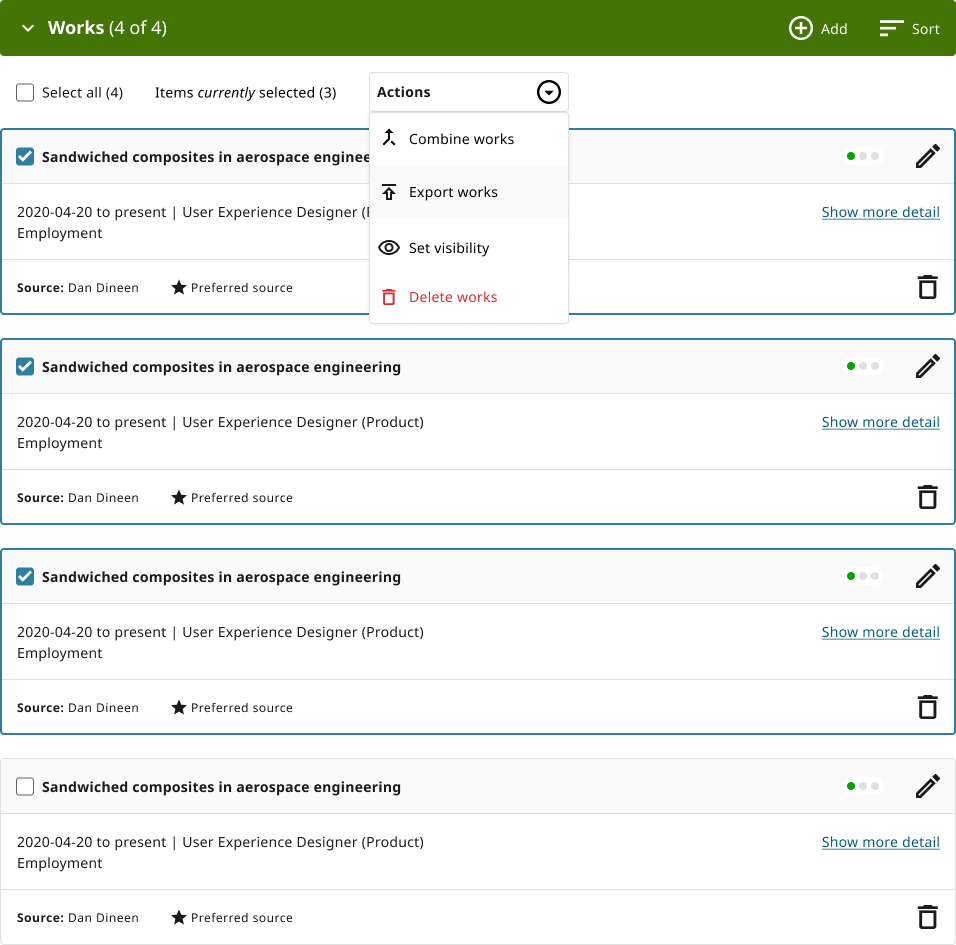 Works (4 of 4) Add Sort
Select all (4) Items currently selected (3) Actions
Combine works
Export works
Set visibility
Delete works
Sandwiched composites in aerospace enginee
2020-04-20 to present | User Experience Designer ( Show more detail
Employment
Source: Dan Dineen Preferred source
Sandwiched composites in aerospace engineering
2020-04-20 to present | User Experience Designer (Product) Show more detail
Employment
Source: Dan Dineen Preferred source
Sandwiched composites in aerospace engineering
2020-04-20 to present | User Experience Designer (Product) Show more detail
Employment
Source: Dan Dineen Preferred source
Sandwiched composites in aerospace engineering
2020-04-20 to present | User Experience Designer (Product) Show more detail
Employment
Source: Dan Dineen Preferred source